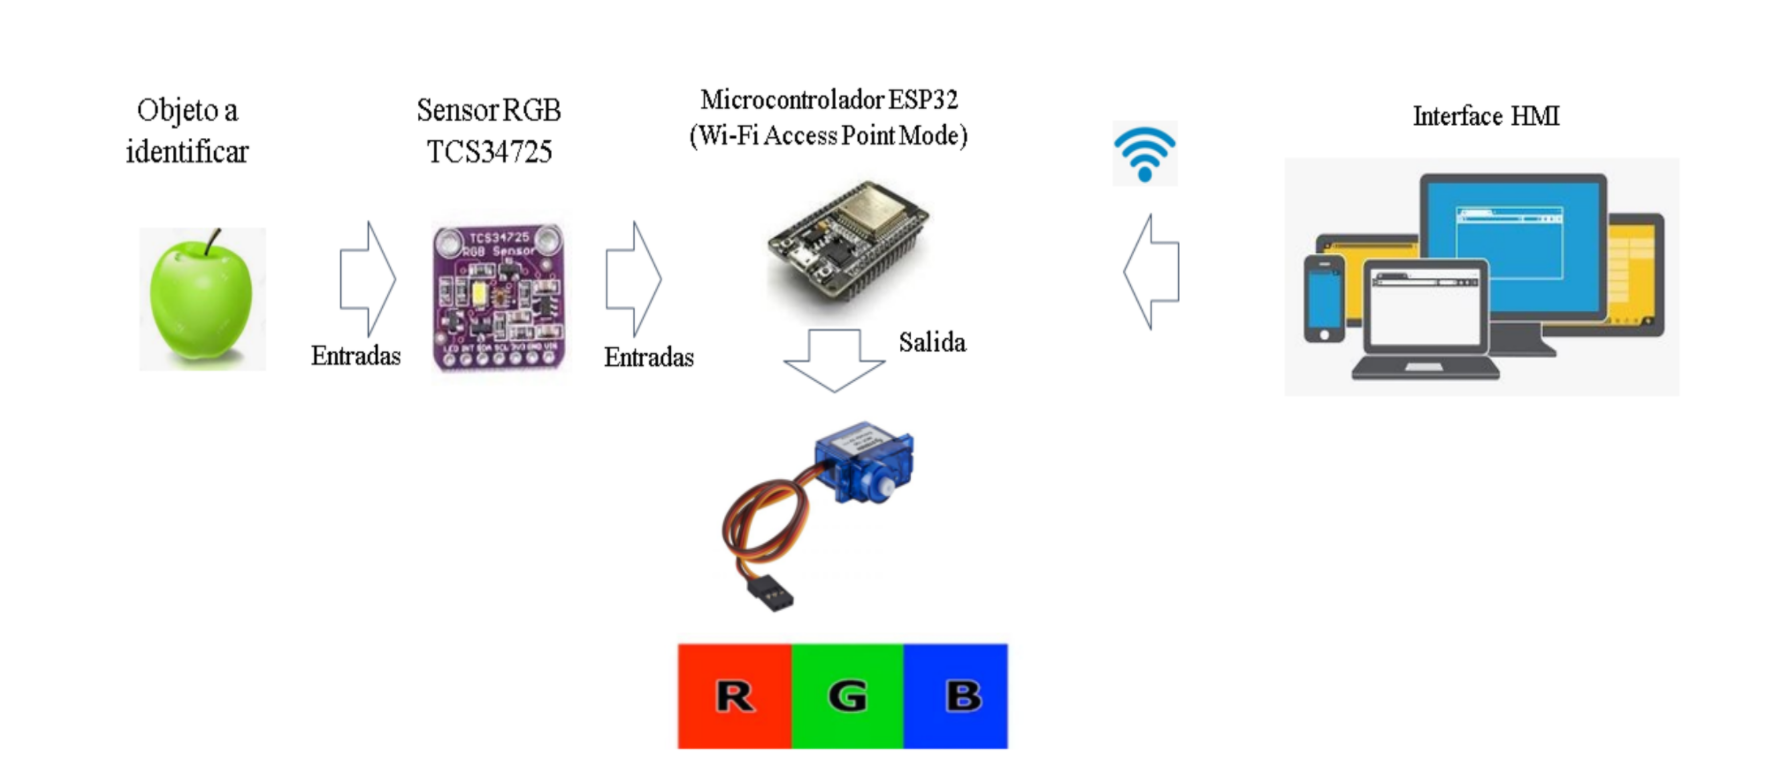 Objeto a
identificar
Sensor RGB
TCS34725
Microcontrolador ESP32
(Wi-Fi Access Point Mode)
Interface HMI
TCS34725
RGB Sensor
LED INT SDA SCL 3V3 GND VIN
Entradas
Entradas
Salida
R G B